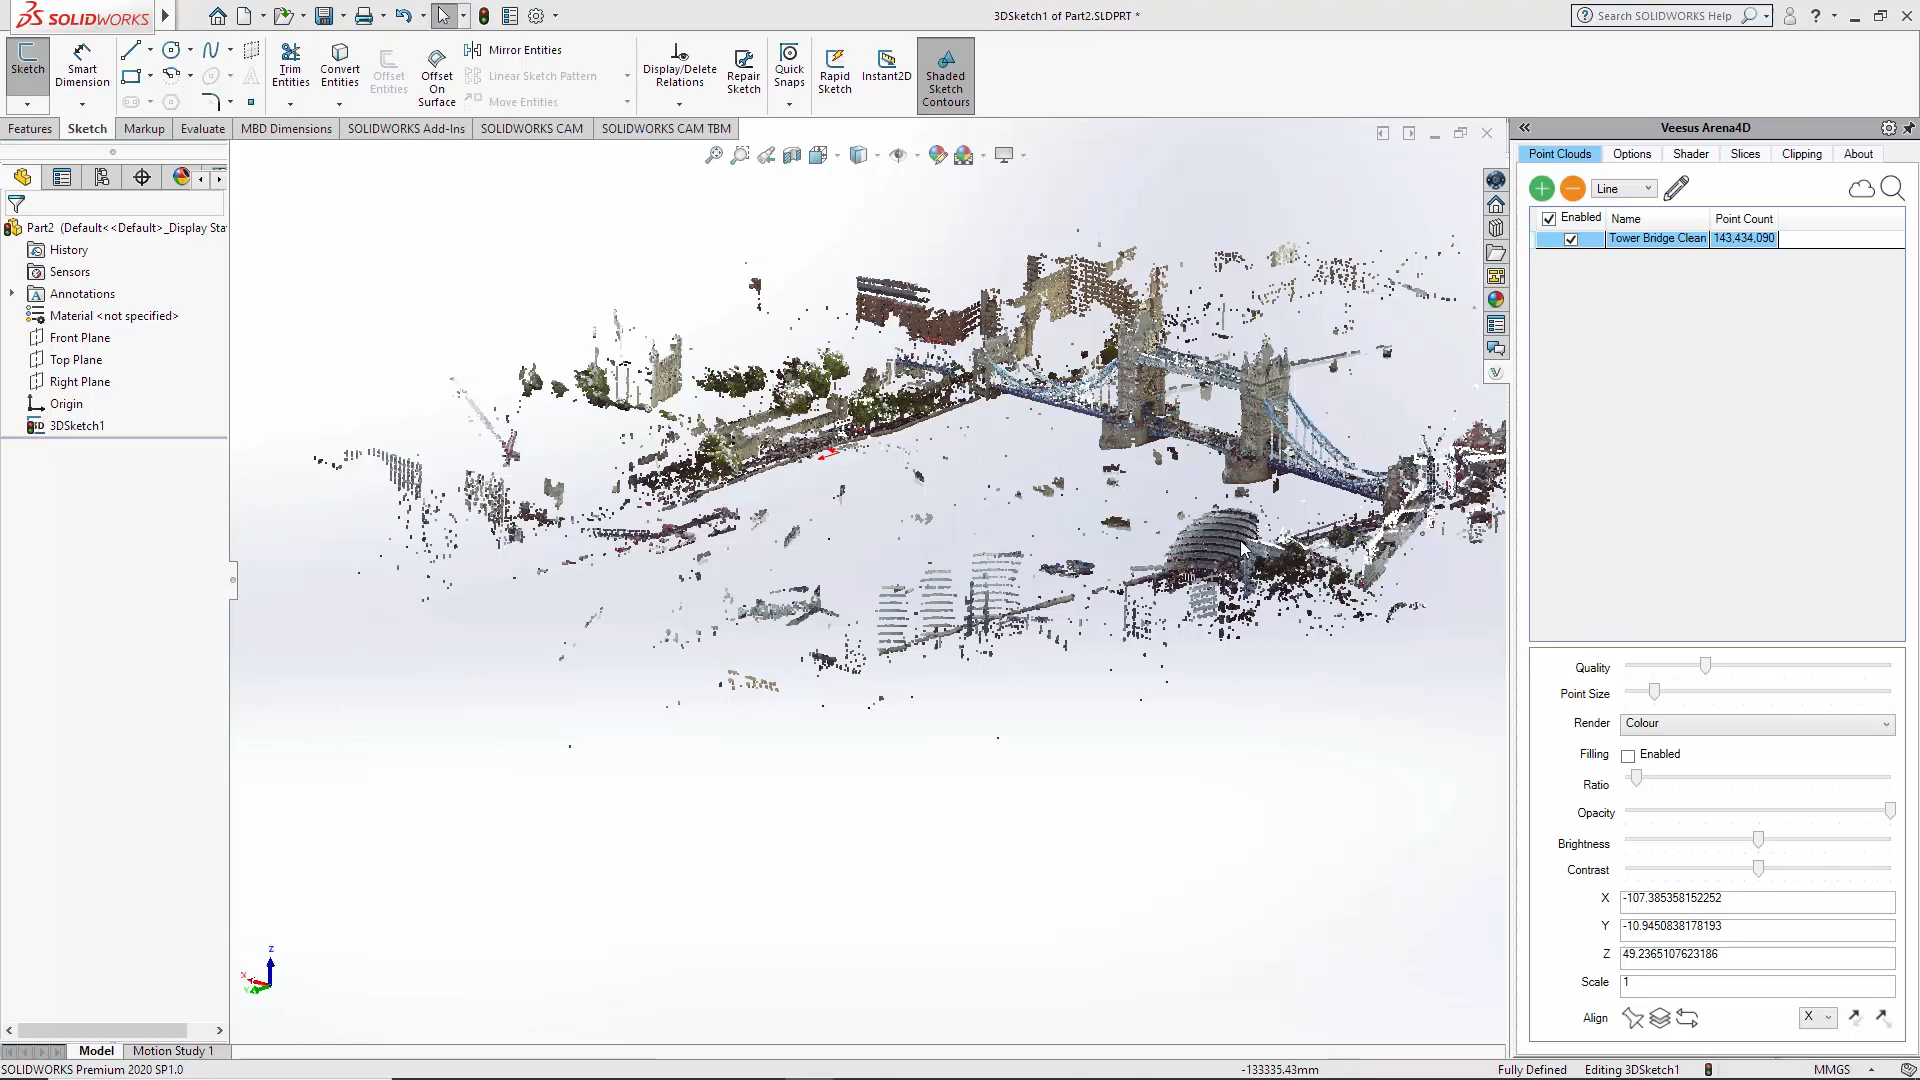 SOLIDWORKS
3DSketch1 of Part2.SLDPRT *
Search SOLIDWORKS Help
Sketch
Smart Dimension
Trim Entities
Convert Entities
Offset Entities
Offset On Surface
Mirror Entities
Linear Sketch Pattern
Move Entities
Display/Delete Relations
Repair Sketch
Quick Snaps
Rapid Sketch
Instant2D
Shaded Sketch Contours
Features
Sketch
Markup
Evaluate
MBD Dimensions
SOLIDWORKS Add-Ins
SOLIDWORKS CAM
SOLIDWORKS CAM TBM
Part2 (Default<<Default>_Display Sta
History
Sensors
Annotations
Material <not specified>
Front Plane
Top Plane
Right Plane
Origin
3DSketch1
Z
X
Y
Veesus Arena4D
Point Clouds
Options
Shader
Slices
Clipping
About
Line
Enabled
Name
Point Count
Tower Bridge Clean
143,434,090
Quality
Point Size
Render
Colour
Filling
Enabled
Ratio
Opacity
Brightness
Contrast
X
-107.385358152252
Y
-10.9450838178193
Z
49.2365107623186
Scale
1
Align
X
Model
Motion Study 1
SOLIDWORKS Premium 2020 SP1.0
-133335.43mm
Fully Defined
Editing 3DSketch1
MMGS